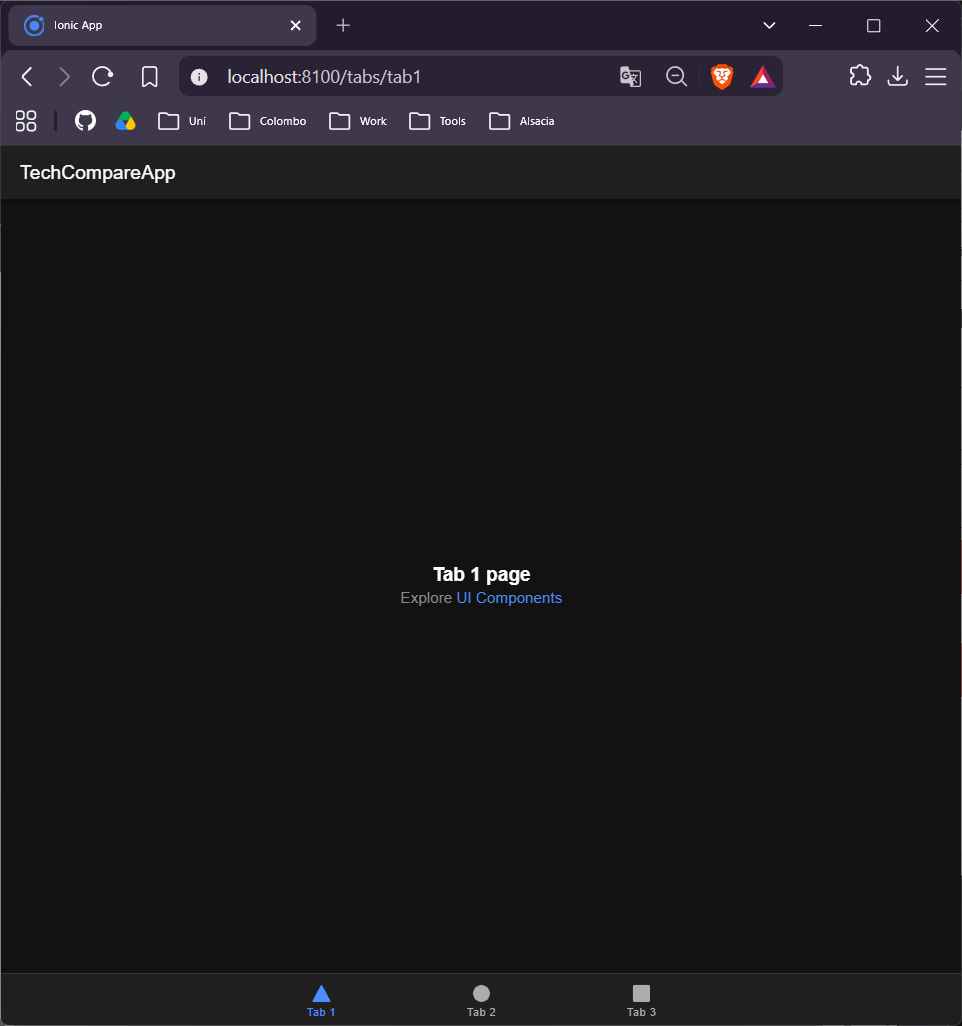 Ionic App
localhost:8100/tabs/tab1
Uni Colombo Work Tools Alsacia
TechCompareApp
Tab 1 page
Explore UI Components
Tab 1 Tab 2 Tab 3